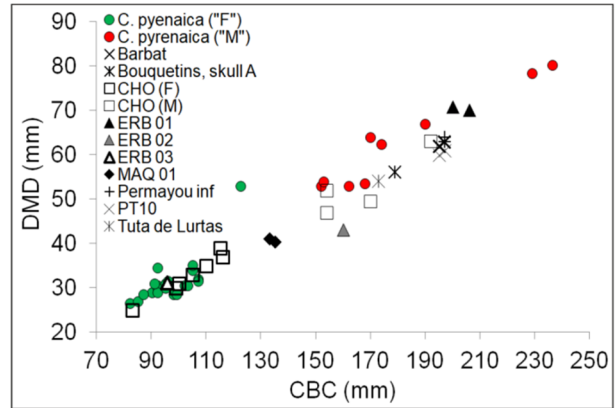 C. pyenaica ("F")
C. pyrenaica ("M")
Barbat
Bouquetins, skull A
CHO (F)
CHO (M)
ERB 01
ERB 02
ERB 03
MAQ 01
Permayou inf
PT10
Tuta de Lurtas
DMD (mm)
90
80
70
60
50
40
30
20
70 90 110 130 150 170 190 210 230 250
CBC (mm)